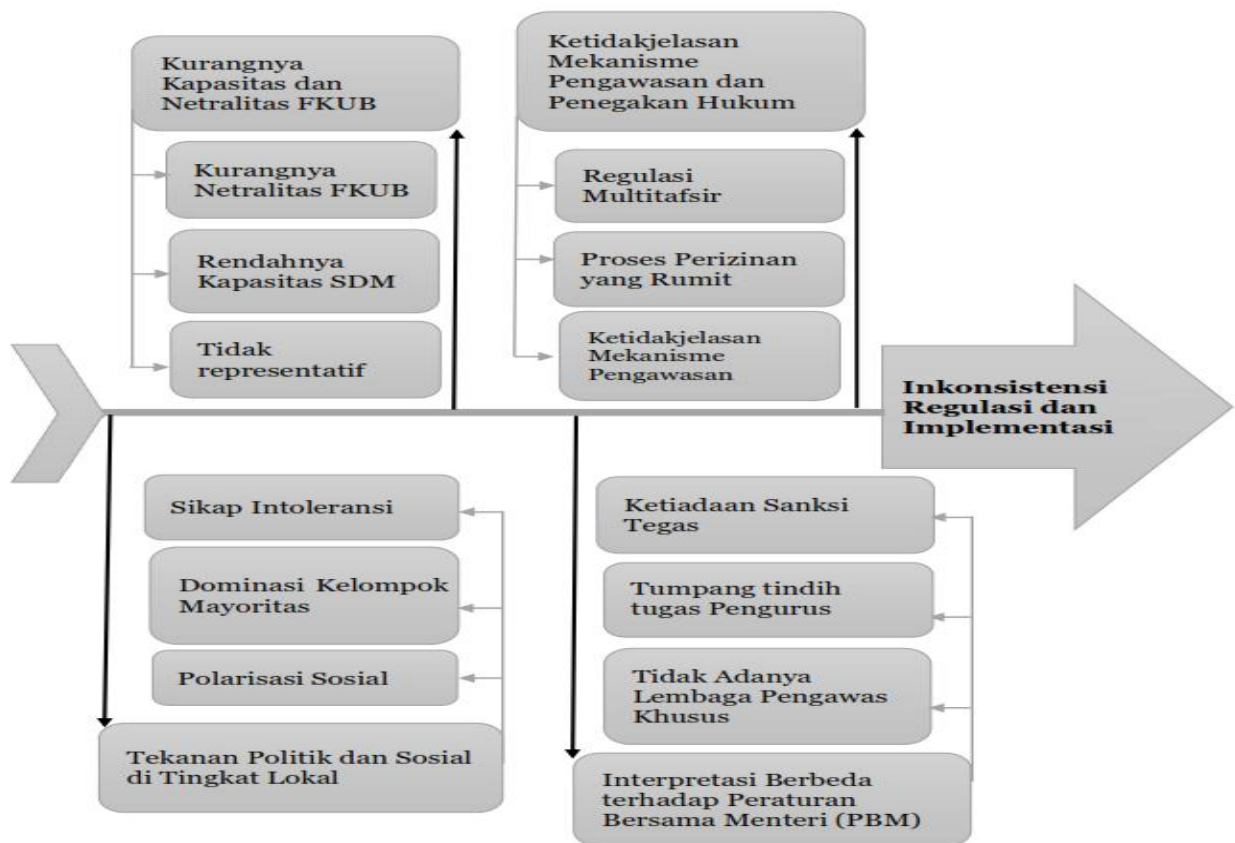 Kurangnya
Kapasitas dan
Netralitas FKUB
Kurangnya
Netralitas FKUB
Rendahnya
Kapasitas SDM
Tidak
representatif
Ketidakjelasan
Mekanisme
Pengawasan dan
Penegakan Hukum
Regulasi
Multitafsir
Proses Perizinan
yang Rumit
Ketidakjelasan
Mekanisme
Pengawasan
Inkonsistensi
Regulasi dan
Implementasi
Sikap Intoleransi
Dominasi Kelompok
Mayoritas
Polarisasi Sosial
Tekanan Politik dan Sosial
di Tingkat Lokal
Ketiadaan Sanksi
Tegas
Tumpang tindih
tugas Pengurus
Tidak Adanya
Lembaga Pengawas
Khusus
Interpretasi Berbeda
terhadap Peraturan
Bersama Menteri (PBM)